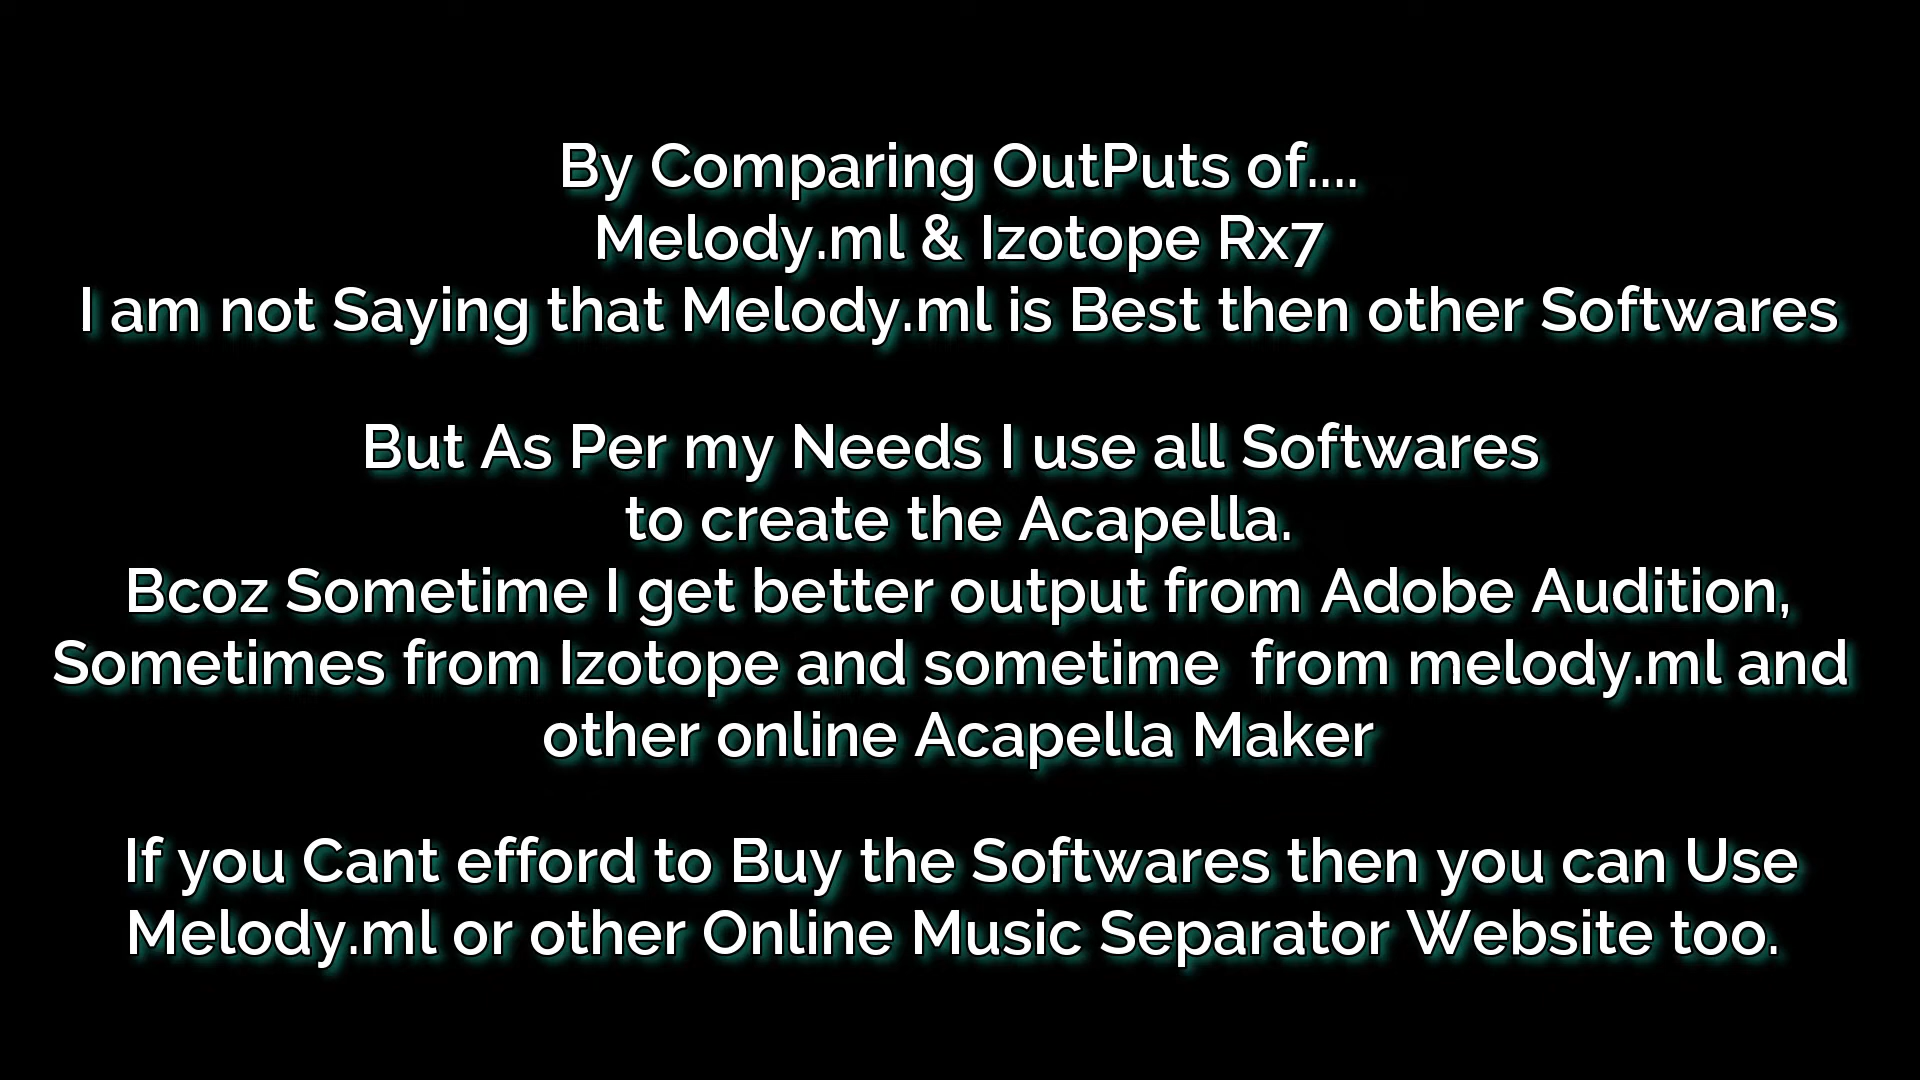 By Comparing OutPuts of....
Melody.ml & Izotope Rx7
I am not Saying that Melody.ml is Best then other Softwares
But As Per my Needs I use all Softwares
to create the Acapella.
Bcoz Sometime I get better output from Adobe Audition,
Sometimes from Izotope and sometime  from melody.ml and
other online Acapella Maker
If you Cant efford to Buy the Softwares then you can Use
Melody.ml or other Online Music Separator Website too.